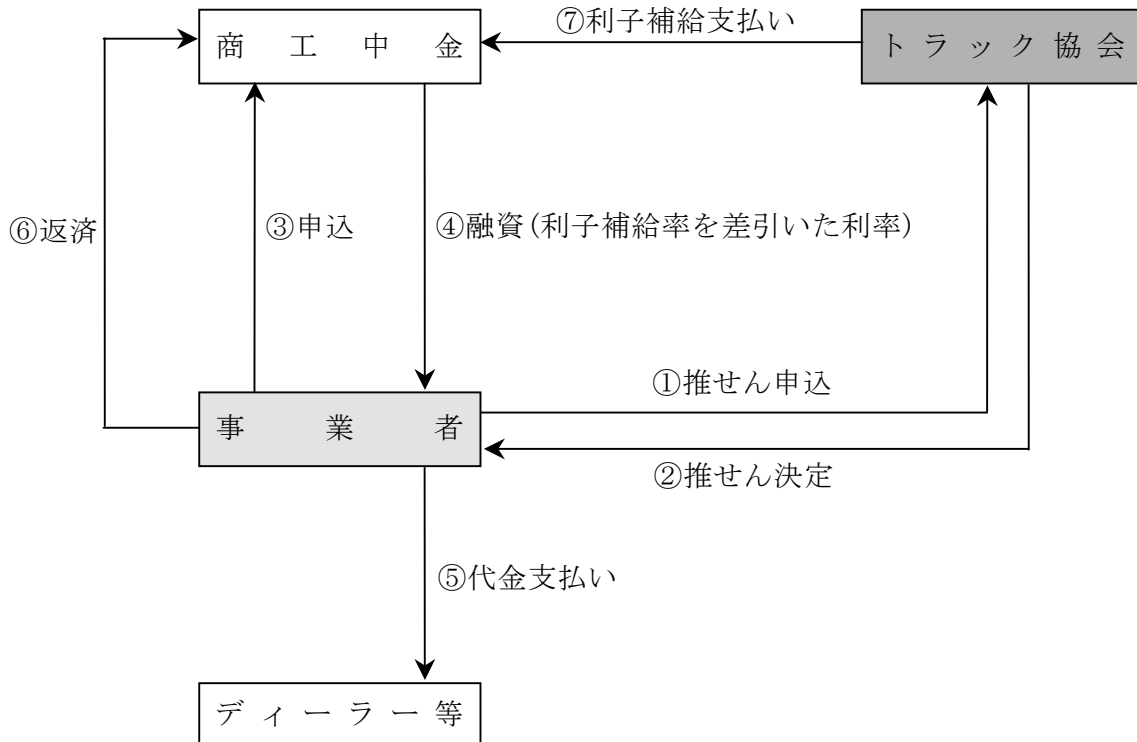 ⑦利子補給支払い
商工中金
トラック協会
⑥返済
③申込
④融資(利子補給率を差引いた利率)
①推せん申込
事業者
②推せん決定
⑤代金支払い
ディーラー等